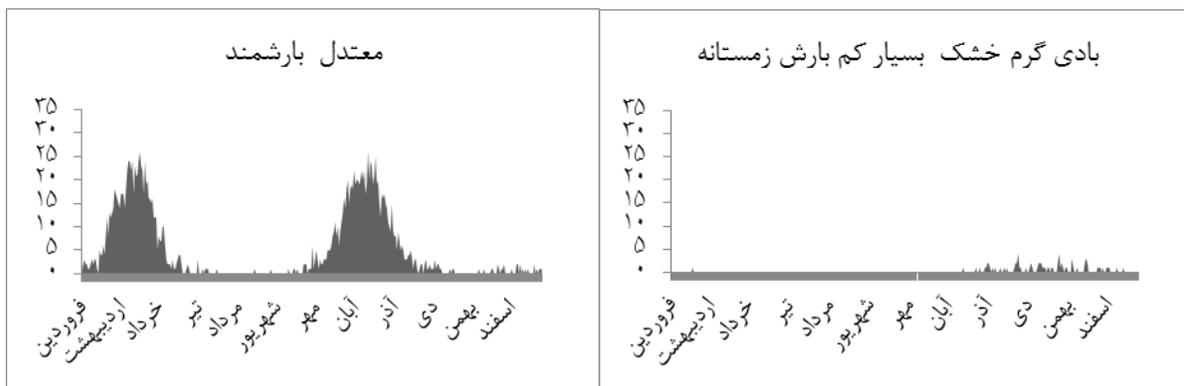 معتدل بارشمند
۳۵
۳۰
۲۵
۲۰
۱۵
۱۰
۵
۰
فروردین
اردیبهشت
خرداد
تیر
مرداد
شهریور
مهر
آبان
آذر
دی
بهمن
اسفند
بادی گرم خشک بسیار کم بارش زمستانه
۳۵
۳۰
۲۵
۲۰
۱۵
۱۰
۵
۰
فروردین
اردیبهشت
خرداد
تیر
مرداد
شهریور
مهر
آبان
آذر
دی
بهمن
اسفند